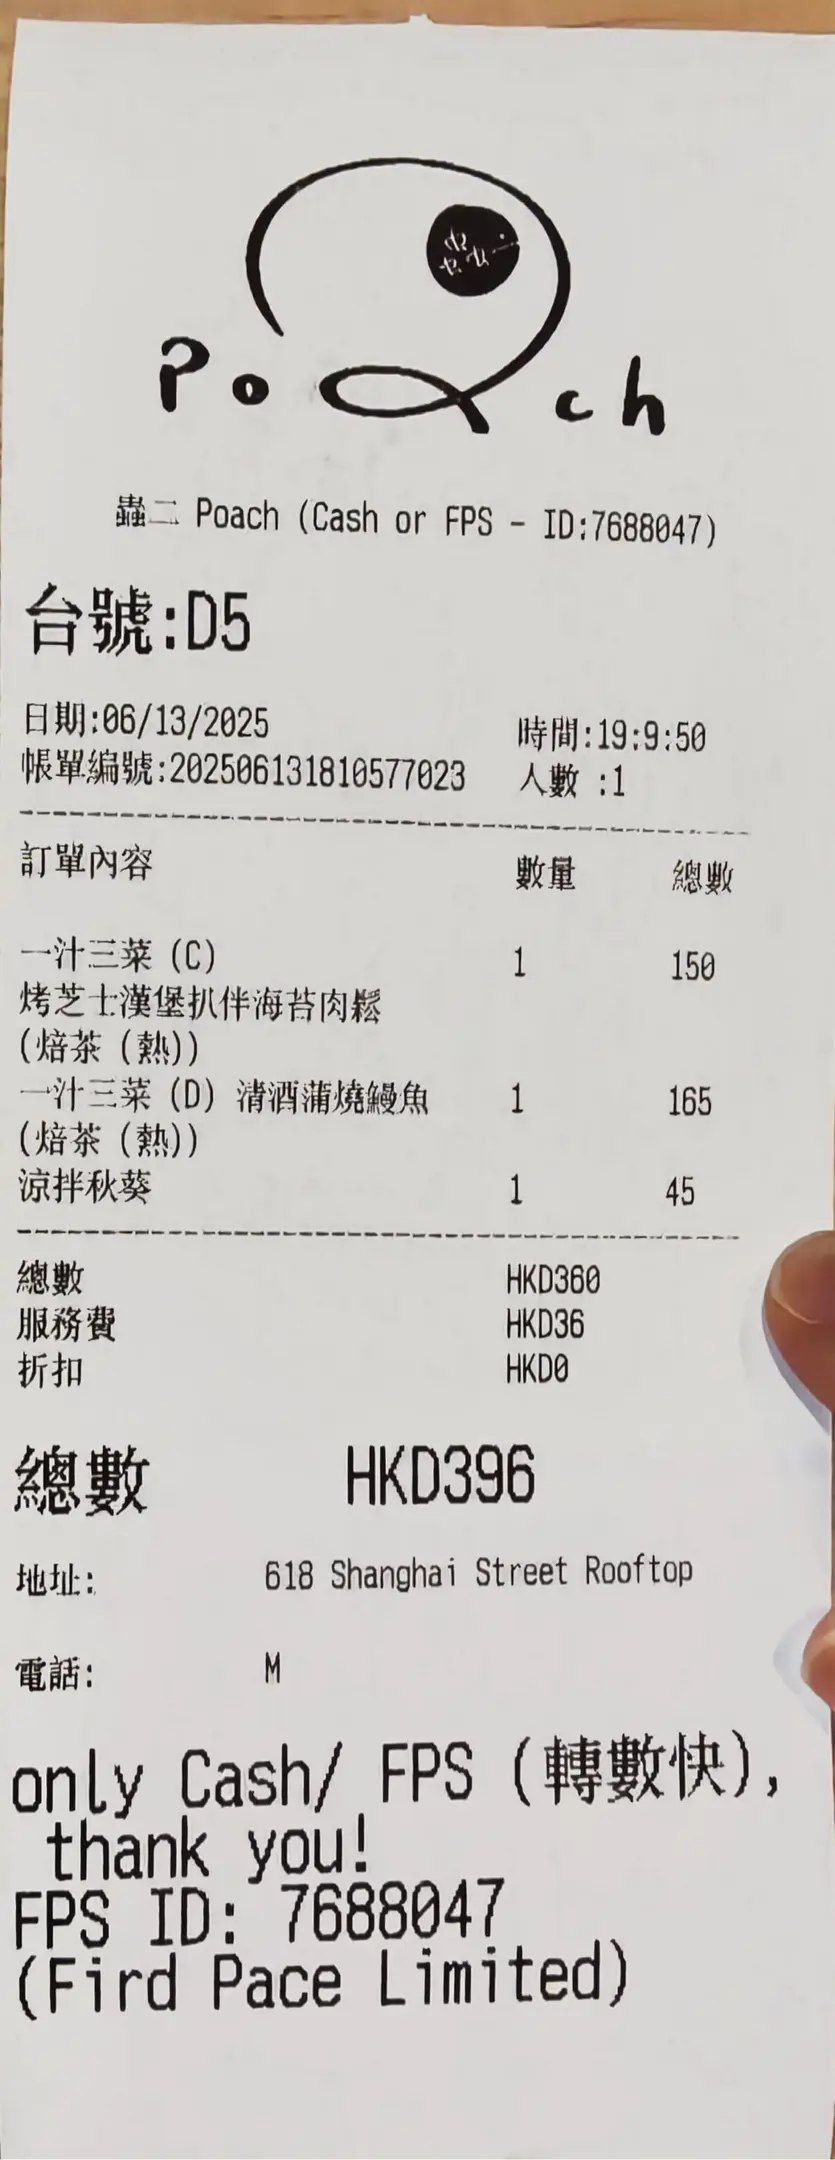 Poach
蟲二 Poach (Cash or FPS - ID:7688047)
台號:D5
日期:06/13/2025 時間:19:9:50
帳單編號:202506131810577023 人數 :1
訂單內容 數量 總數
一汁三菜 (C) 1 150
烤芝士漢堡扒伴海苔肉鬆
(焙茶 (熱))
一汁三菜 (D) 清酒蒲燒鰻魚 1 165
(焙茶 (熱))
涼拌秋葵 1 45
總數 HKD360
服務費 HKD36
折扣 HKD0
總數 HKD396
地址: 618 Shanghai Street Rooftop
電話: M
only Cash/ FPS (轉數快),
thank you!
FPS ID: 7688047
(Fird Pace Limited)